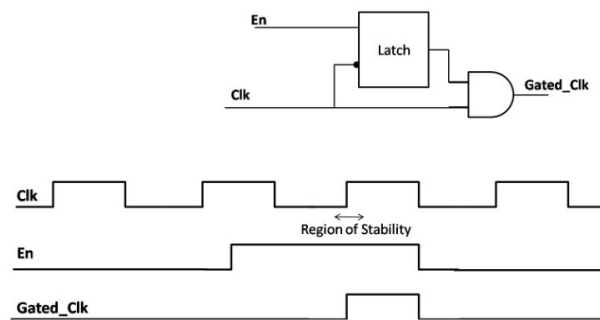 En
Latch
Clk
Gated_Clk
Clk
Region of Stability
En
Gated_Clk